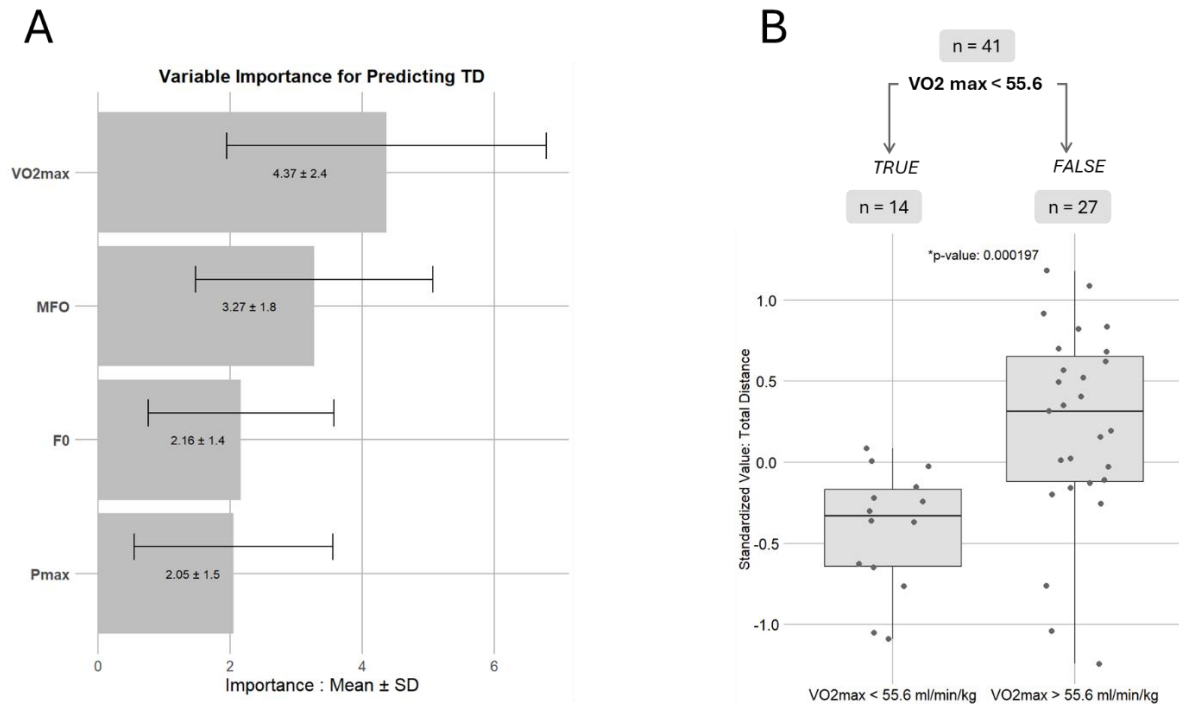 A
Variable Importance for Predicting TD
VO2max
4.37 ± 2.4
MFO
3.27 ± 1.8
F0
2.16 ± 1.4
Pmax
2.05 ± 1.5
0 2 4 6
Importance : Mean ± SD
B
n = 41
VO2 max < 55.6
TRUE FALSE
n = 14 n = 27
*p-value: 0.000197
Standardized Value: Total Distance
1.0
0.5
0.0
-0.5
-1.0
VO2max < 55.6 ml/min/kg VO2max > 55.6 ml/min/kg